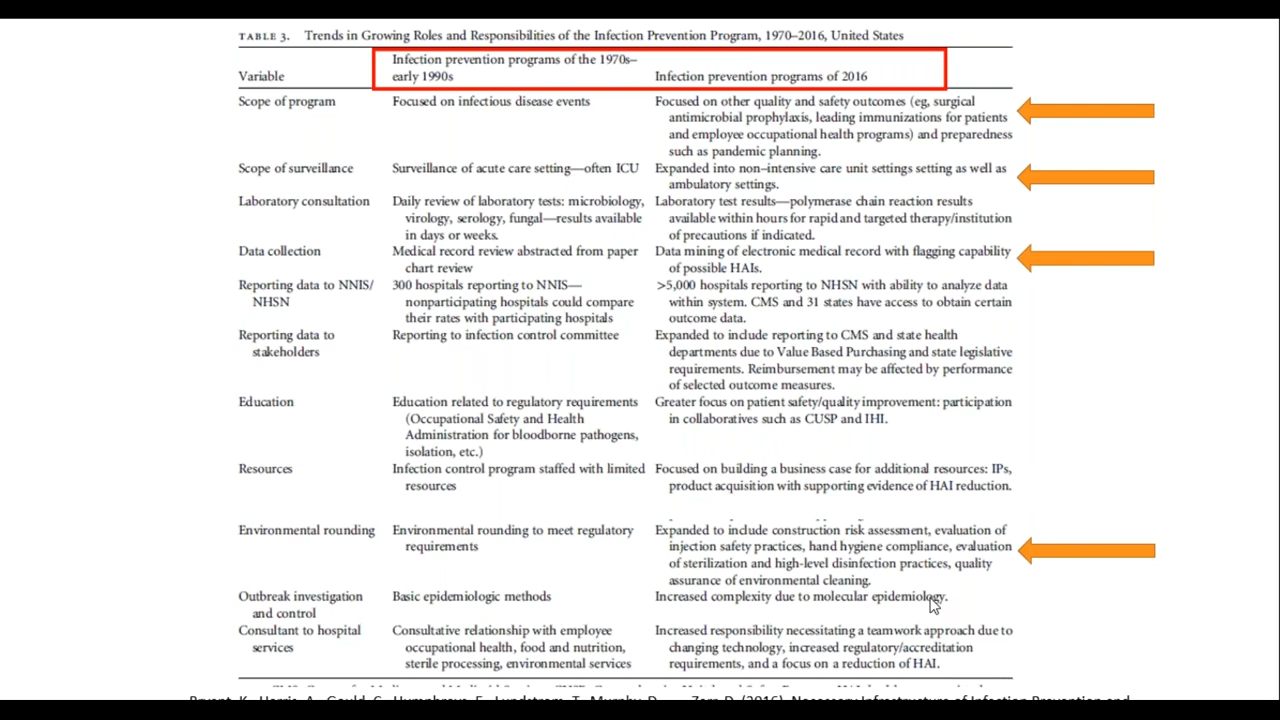 TABLE 3. Trends in Growing Roles and Responsibilities of the Infection Prevention Program, 1970–2016, United States
Variable
Infection prevention programs of the 1970s–
early 1990s
Infection prevention programs of 2016
Scope of program
Focused on infectious disease events
Focused on other quality and safety outcomes (eg, surgical
antimicrobial prophylaxis, leading immunizations for patients
and employee occupational health programs) and preparedness
such as pandemic planning.
Scope of surveillance
Surveillance of acute care setting—often ICU
Expanded into non–intensive care unit settings setting as well as
ambulatory settings.
Laboratory consultation
Daily review of laboratory tests: microbiology,
virology, serology, fungal—results available
in days or weeks.
Laboratory test results—polymerase chain reaction results
available within hours for rapid and targeted therapy/institution
of precautions if indicated.
Data collection
Medical record review abstracted from paper
chart review
Data mining of electronic medical record with flagging capability
of possible HAIs.
Reporting data to NNIS/
NHSN
300 hospitals reporting to NNIS—
nonparticipating hospitals could compare
their rates with participating hospitals
>5,000 hospitals reporting to NHSN with ability to analyze data
within system. CMS and 31 states have access to obtain certain
outcome data.
Reporting data to
stakeholders
Reporting to infection control committee
Expanded to include reporting to CMS and state health
departments due to Value Based Purchasing and state legislative
requirements. Reimbursement may be affected by performance
of selected outcome measures.
Education
Education related to regulatory requirements
(Occupational Safety and Health
Administration for bloodborne pathogens,
isolation, etc.)
Greater focus on patient safety/quality improvement: participation
in collaboratives such as CUSP and IHI.
Resources
Infection control program staffed with limited
resources
Focused on building a business case for additional resources: IPs,
product acquisition with supporting evidence of HAI reduction.
Environmental rounding
Environmental rounding to meet regulatory
requirements
Expanded to include construction risk assessment, evaluation of
injection safety practices, hand hygiene compliance, evaluation
of sterilization and high-level disinfection practices, quality
assurance of environmental cleaning.
Outbreak investigation
and control
Basic epidemiologic methods
Increased complexity due to molecular epidemiology.
Consultant to hospital
services
Consultative relationship with employee
occupational health, food and nutrition,
sterile processing, environmental services
Increased responsibility necessitating a teamwork approach due to
changing technology, increased regulatory/accreditation
requirements, and a focus on a reduction of HAI.